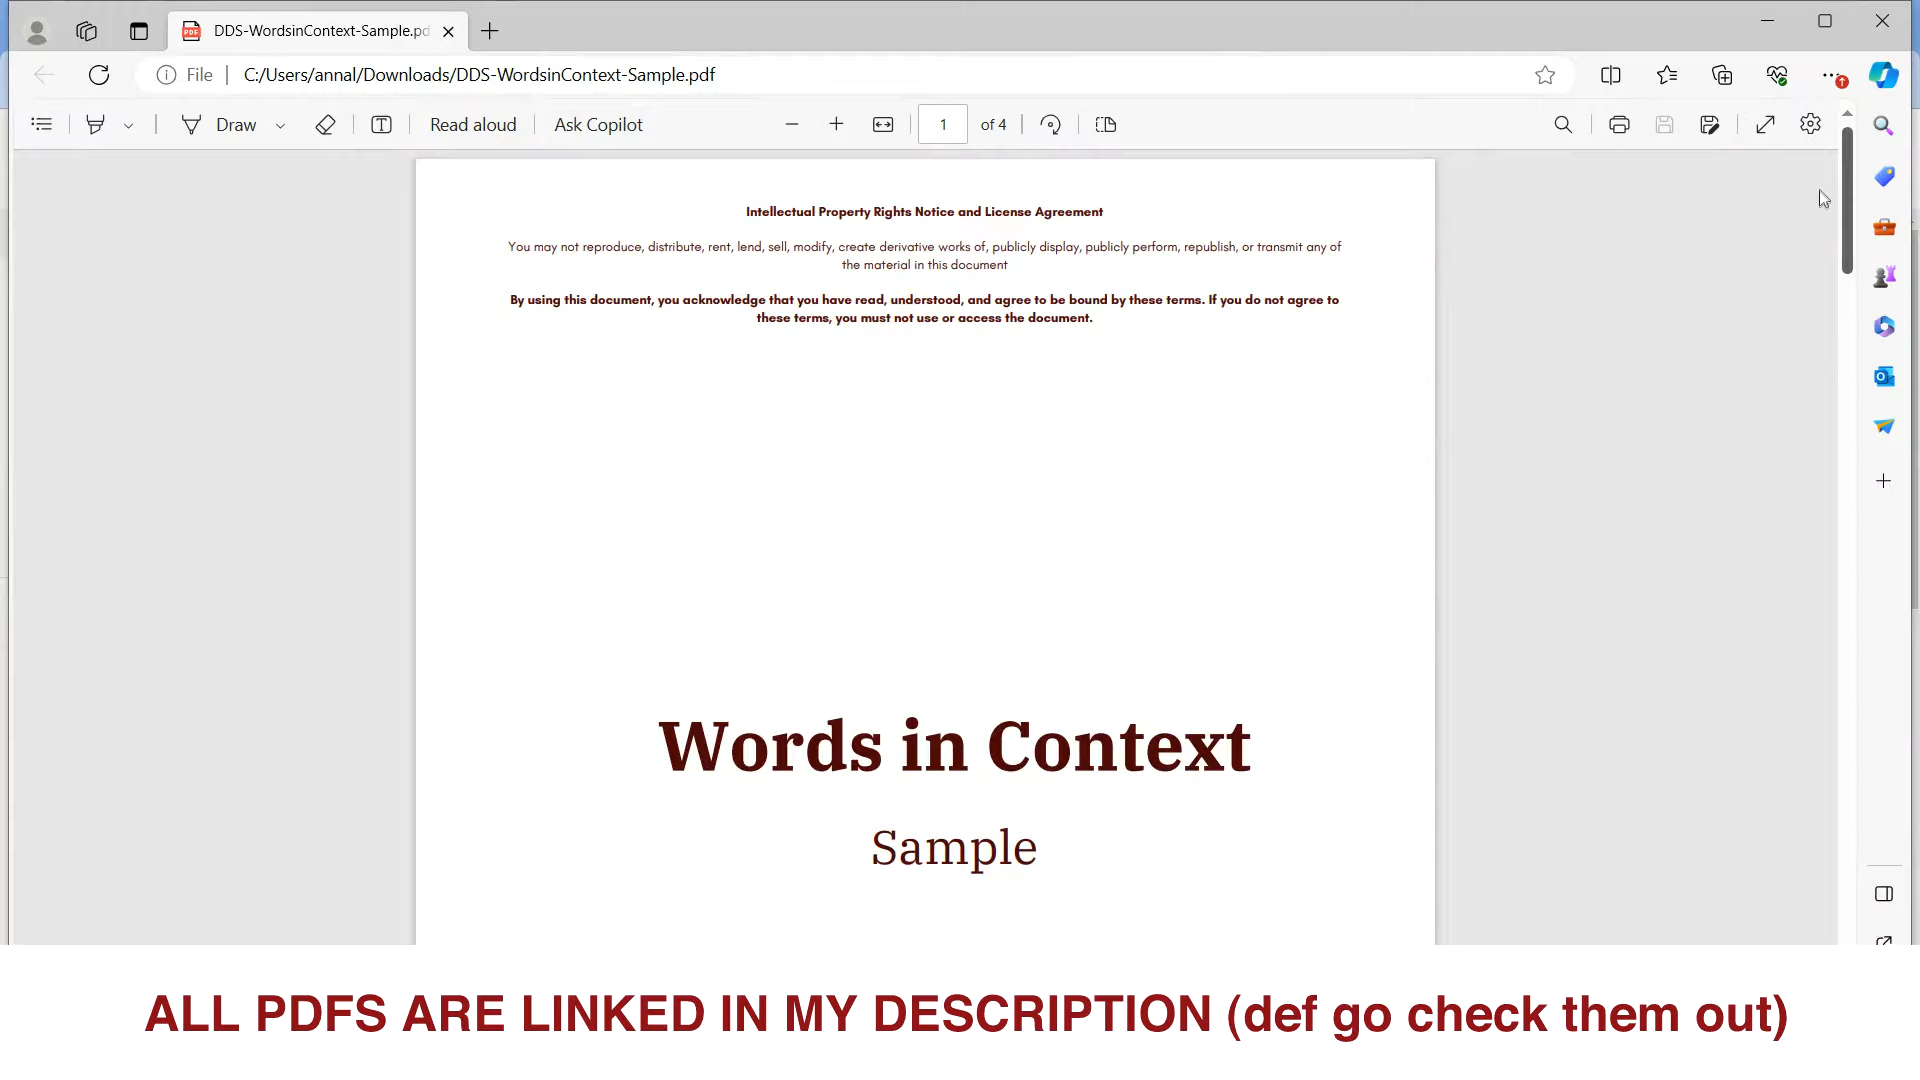 DDS-WordsinContext-Sample.pd
File
C:/Users/annal/Downloads/DDS-WordsinContext-Sample.pdf
Draw
Read aloud
Ask Copilot
1 of 4
Intellectual Property Rights Notice and License Agreement
You may not reproduce, distribute, rent, lend, sell, modify, create derivative works of, publicly display, publicly perform, republish, or transmit any of
the material in this document
By using this document, you acknowledge that you have read, understood, and agree to be bound by these terms. If you do not agree to
these terms, you must not use or access the document.
Words in Context
Sample
ALL PDFS ARE LINKED IN MY DESCRIPTION (def go check them out)